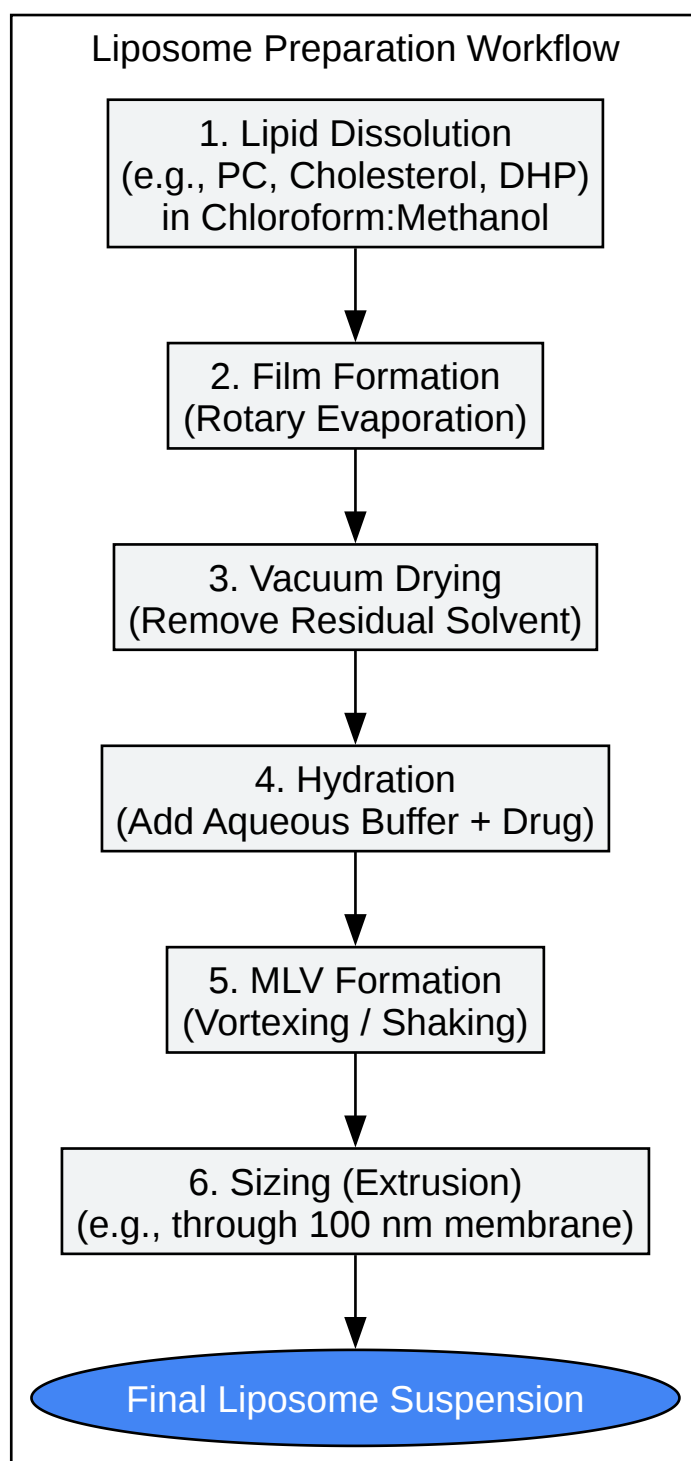 Liposome Preparation Workflow
1. Lipid Dissolution
(e.g., PC, Cholesterol, DHP)
in Chloroform:Methanol
2. Film Formation
(Rotary Evaporation)
3. Vacuum Drying
(Remove Residual Solvent)
4. Hydration
(Add Aqueous Buffer + Drug)
5. MLV Formation
(Vortexing / Shaking)
6. Sizing (Extrusion)
(e.g., through 100 nm membrane)
Final Liposome Suspension